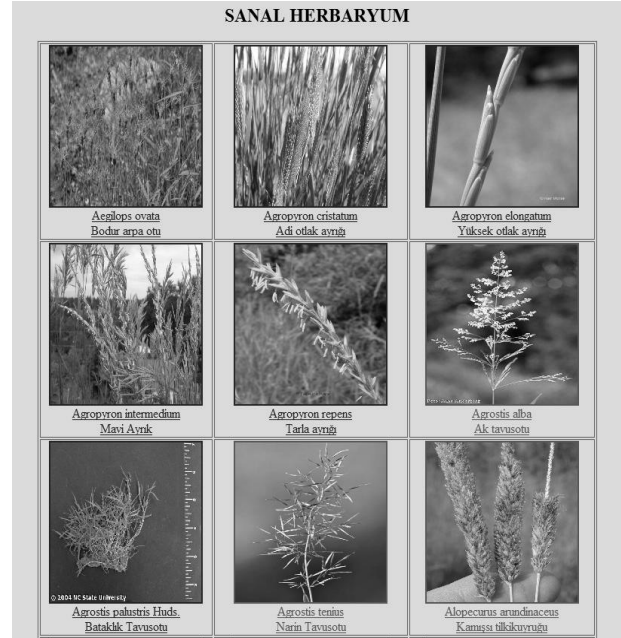 SANAL HERBARYUM
Aegilops ovata
Bodur arpa otu
Agropyron cristatum
Adi otlak ayrığı
Agropyron elongatum
Yüksek otlak ayrığı
Agropyron intermedium
Mavi Ayrık
Agropyron repens
Tarla ayrığı
Agrostis alba
Ak tavusotu
© 2004 NC State University
Agrostis palustris Huds.
Bataklık Tavusotu
Agrostis tenius
Narin Tavusotu
Alopecurus arundinaceus
Kamışsı tilkikuyruğu